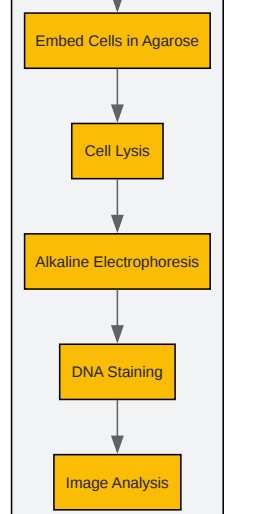 Embed Cells in Agarose
Cell Lysis
Alkaline Electrophoresis
DNA Staining
Image Analysis